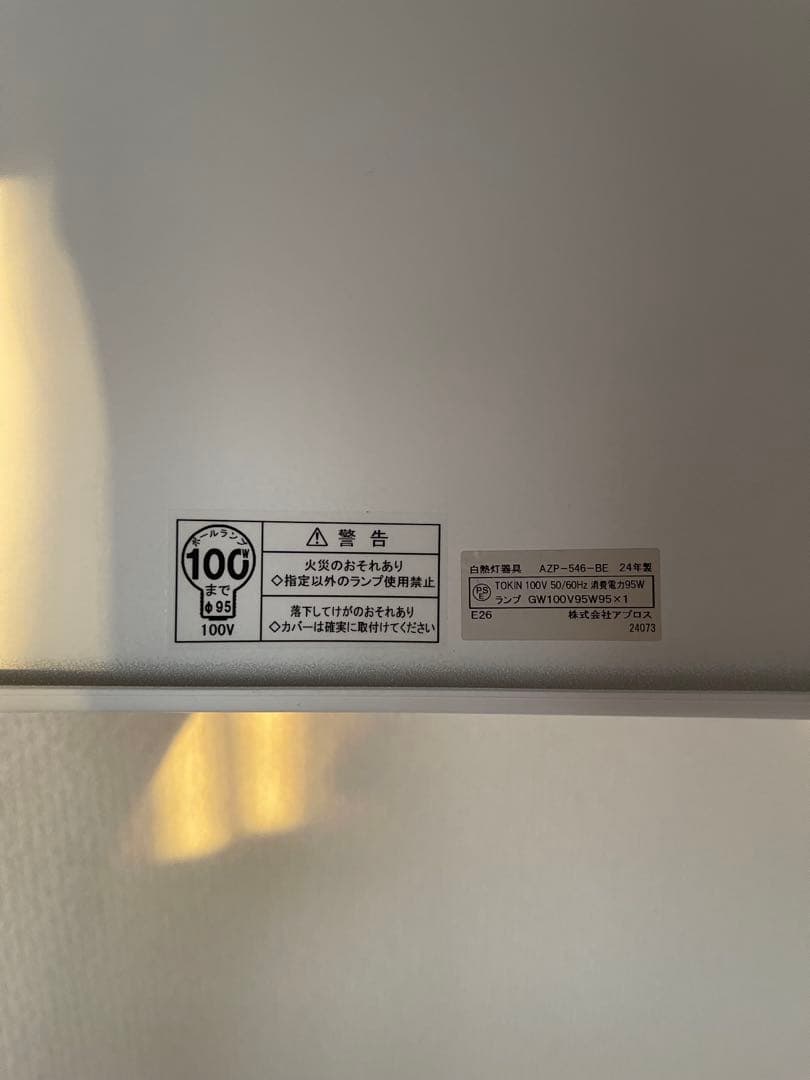 ボールランプ
100W
まで
φ95
100V
⚠ 警告
火災のおそれあり
◇指定以外のランプ使用禁止
落下してけがのおそれあり
◇カバーは確実に取付けてください
白熱灯器具 AZP-546-BE 24年製
PSE TOKIN 100V 50/60Hz 消費電力95W
ランプ GW100V95W95×1
E26 株式会社アプロス
24073